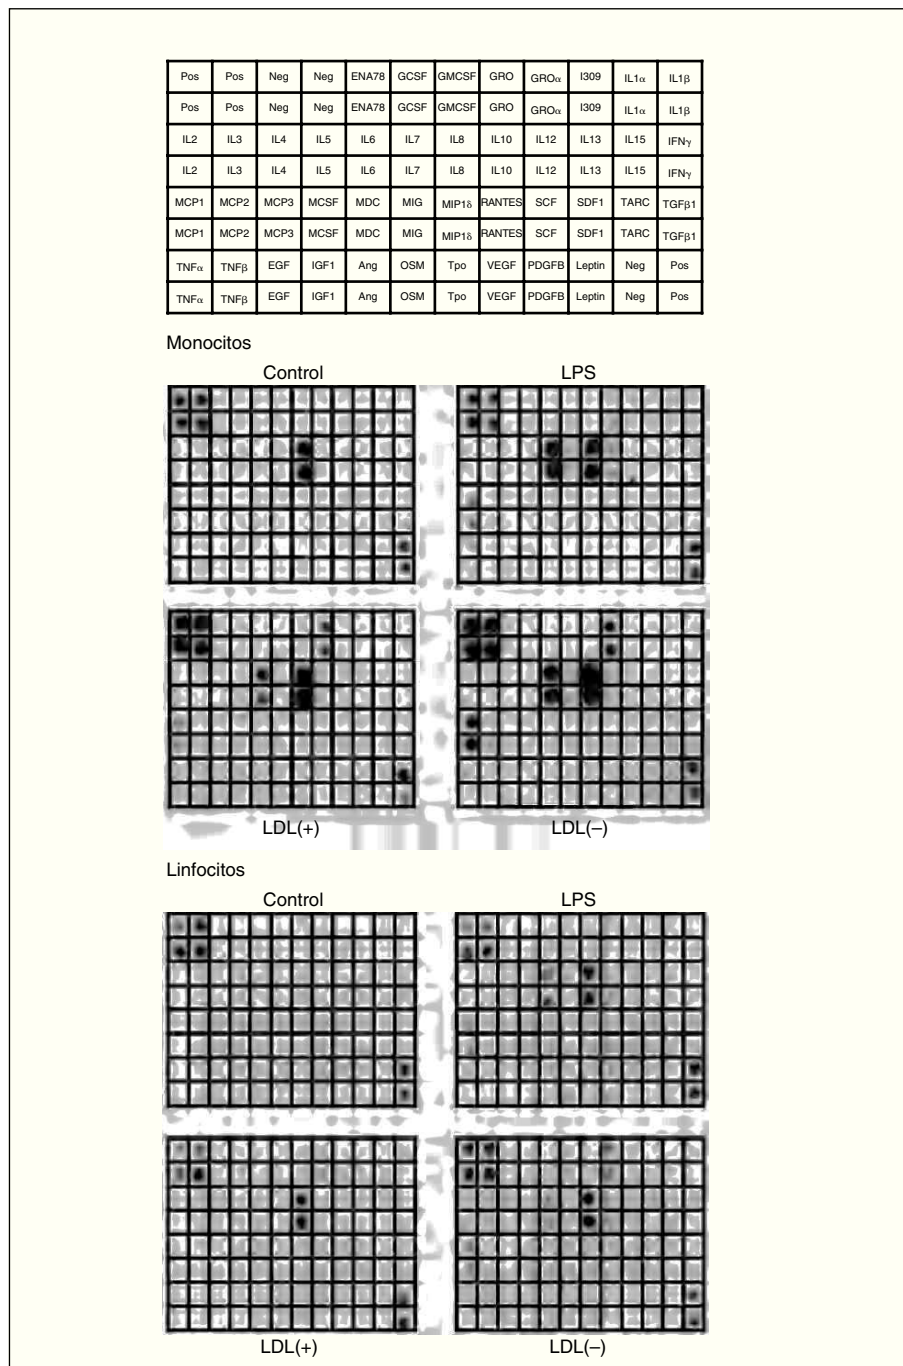 Pos Pos Neg Neg ENA78 GCSF GMCSF GRO GROα I309 IL1α IL1β
Pos Pos Neg Neg ENA78 GCSF GMCSF GRO GROα I309 IL1α IL1β
IL2 IL3 IL4 IL5 IL6 IL7 IL8 IL10 IL12 IL13 IL15 IFNγ
IL2 IL3 IL4 IL5 IL6 IL7 IL8 IL10 IL12 IL13 IL15 IFNγ
MCP1 MCP2 MCP3 MCSF MDC MIG MIP1δ RANTES SCF SDF1 TARC TGFβ1
MCP1 MCP2 MCP3 MCSF MDC MIG MIP1δ RANTES SCF SDF1 TARC TGFβ1
TNFα TNFβ EGF IGF1 Ang OSM Tpo VEGF PDGFB Leptin Neg Pos
TNFα TNFβ EGF IGF1 Ang OSM Tpo VEGF PDGFB Leptin Neg Pos
Monocitos
Control LPS
LDL(+) LDL(–)
Linfocitos
Control LPS
LDL(+) LDL(–)